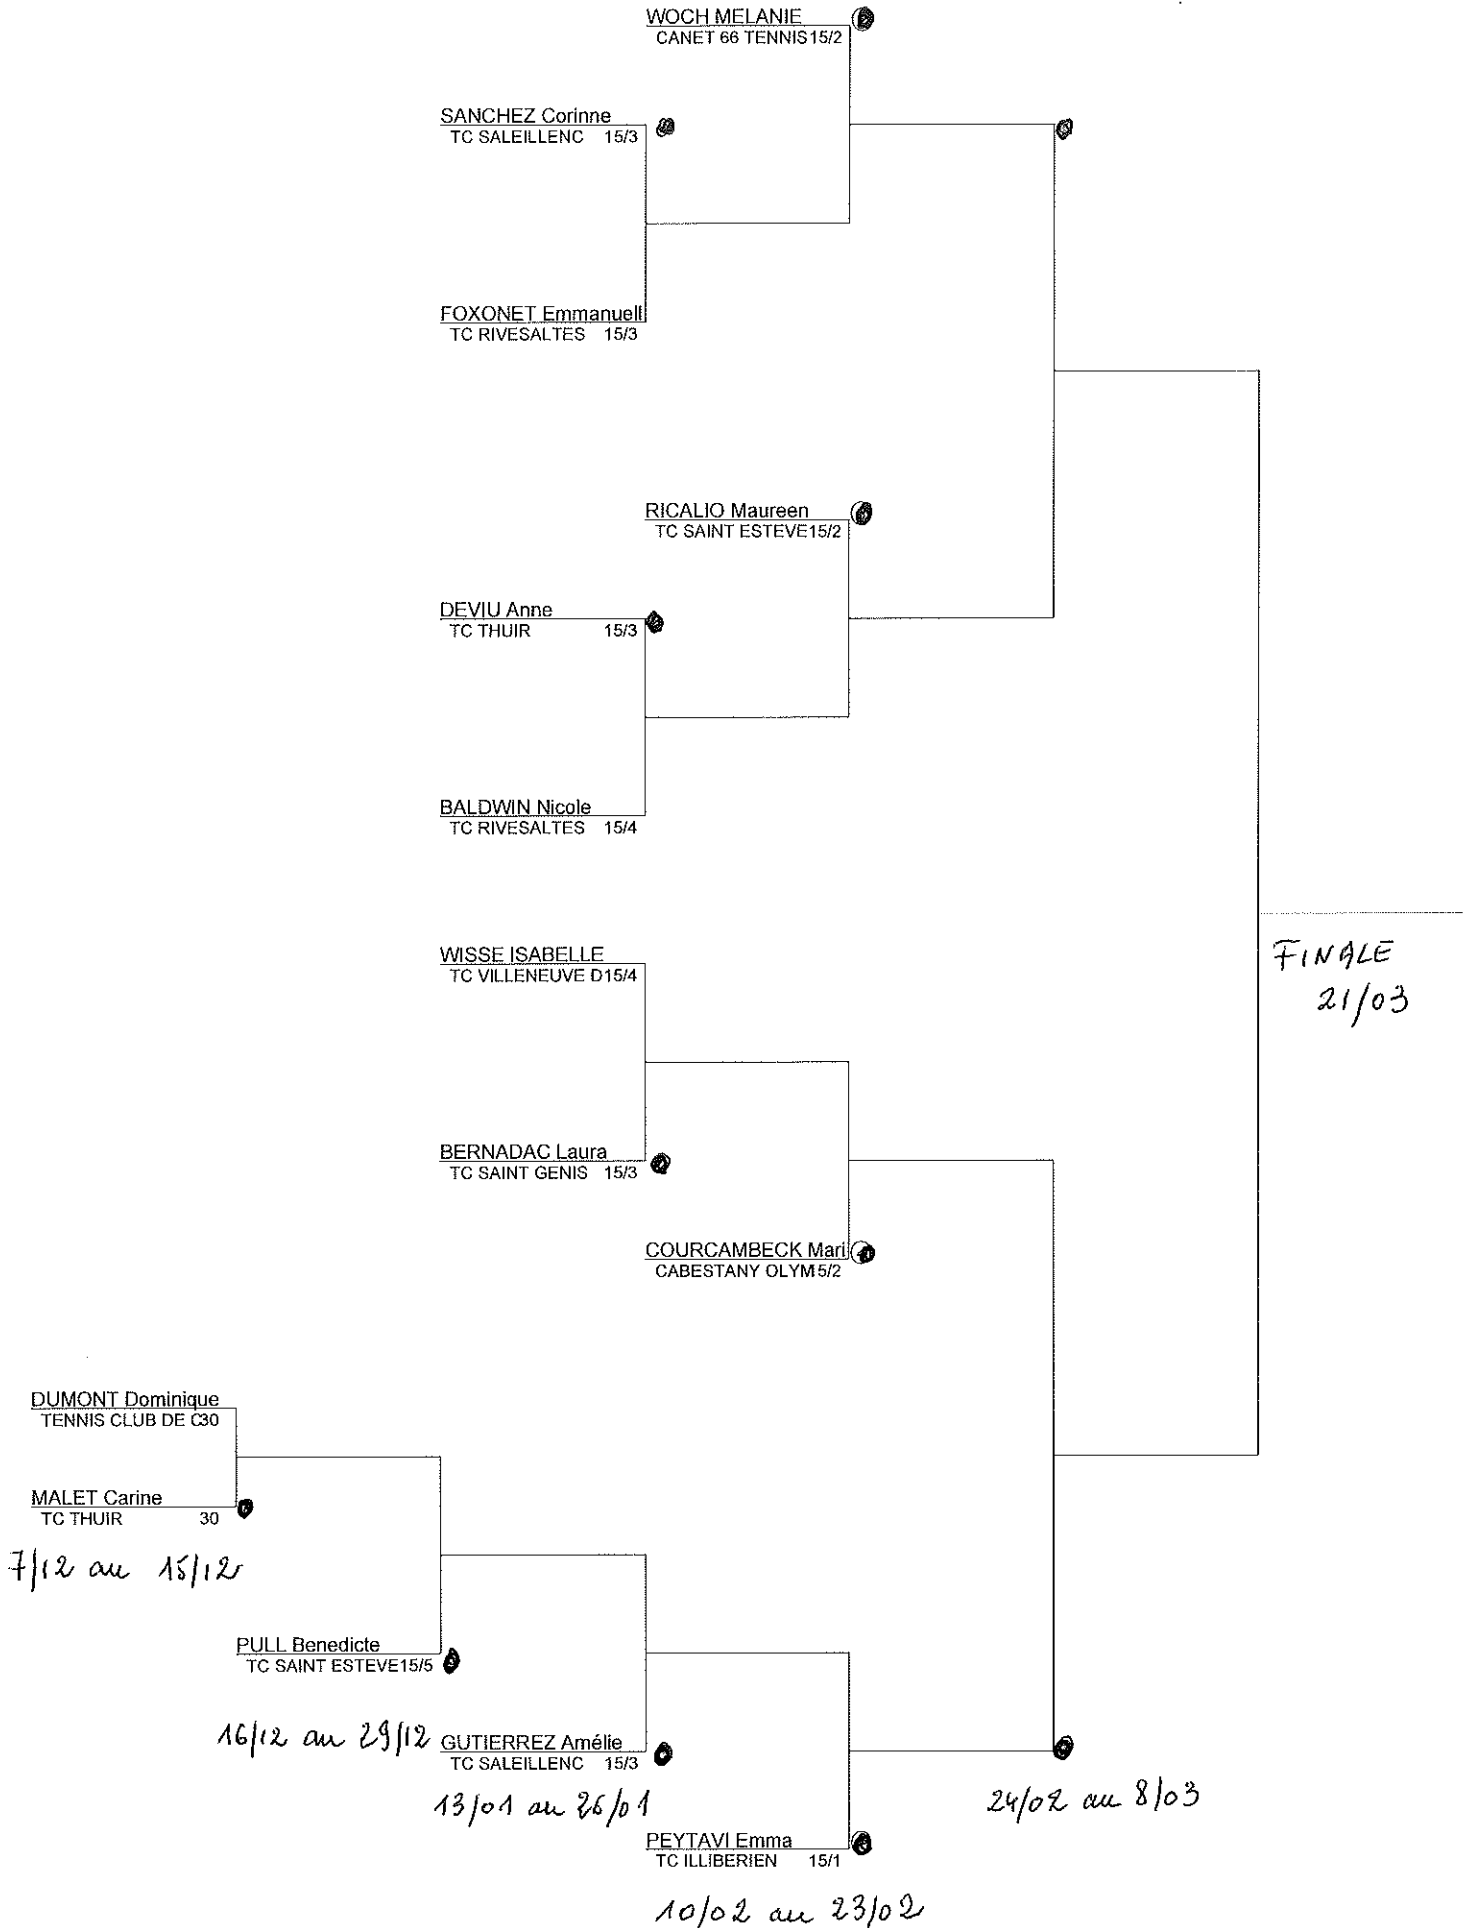 WOCH MELANIE
CANET 66 TENNIS 15/2
SANCHEZ Corinne
TC SALEILLENC 15/3
FOXONET Emmanuell
TC RIVESALTES 15/3
RICALIO Maureen
TC SAINT ESTEVE 15/2
DEVIU Anne
TC THUIR 15/3
BALDWIN Nicole
TC RIVESALTES 15/4
WISSE ISABELLE
TC VILLENEUVE D 15/4
FINALE
21/03
BERNADAC Laura
TC SAINT GENIS 15/3
COURCAMBECK Mari
CABESTANY OLYM 5/2
DUMONT Dominique
TENNIS CLUB DE C30
MALET Carine
TC THUIR 30
7/12 au 15/12
PULL Benedicte
TC SAINT ESTEVE 15/5
16/12 au 29/12
GUTIERREZ Amélie
TC SALEILLENC 15/3
13/01 au 26/01
24/02 au 8/03
PEYTAVI Emma
TC ILLIBERIEN 15/1
10/02 au 23/02